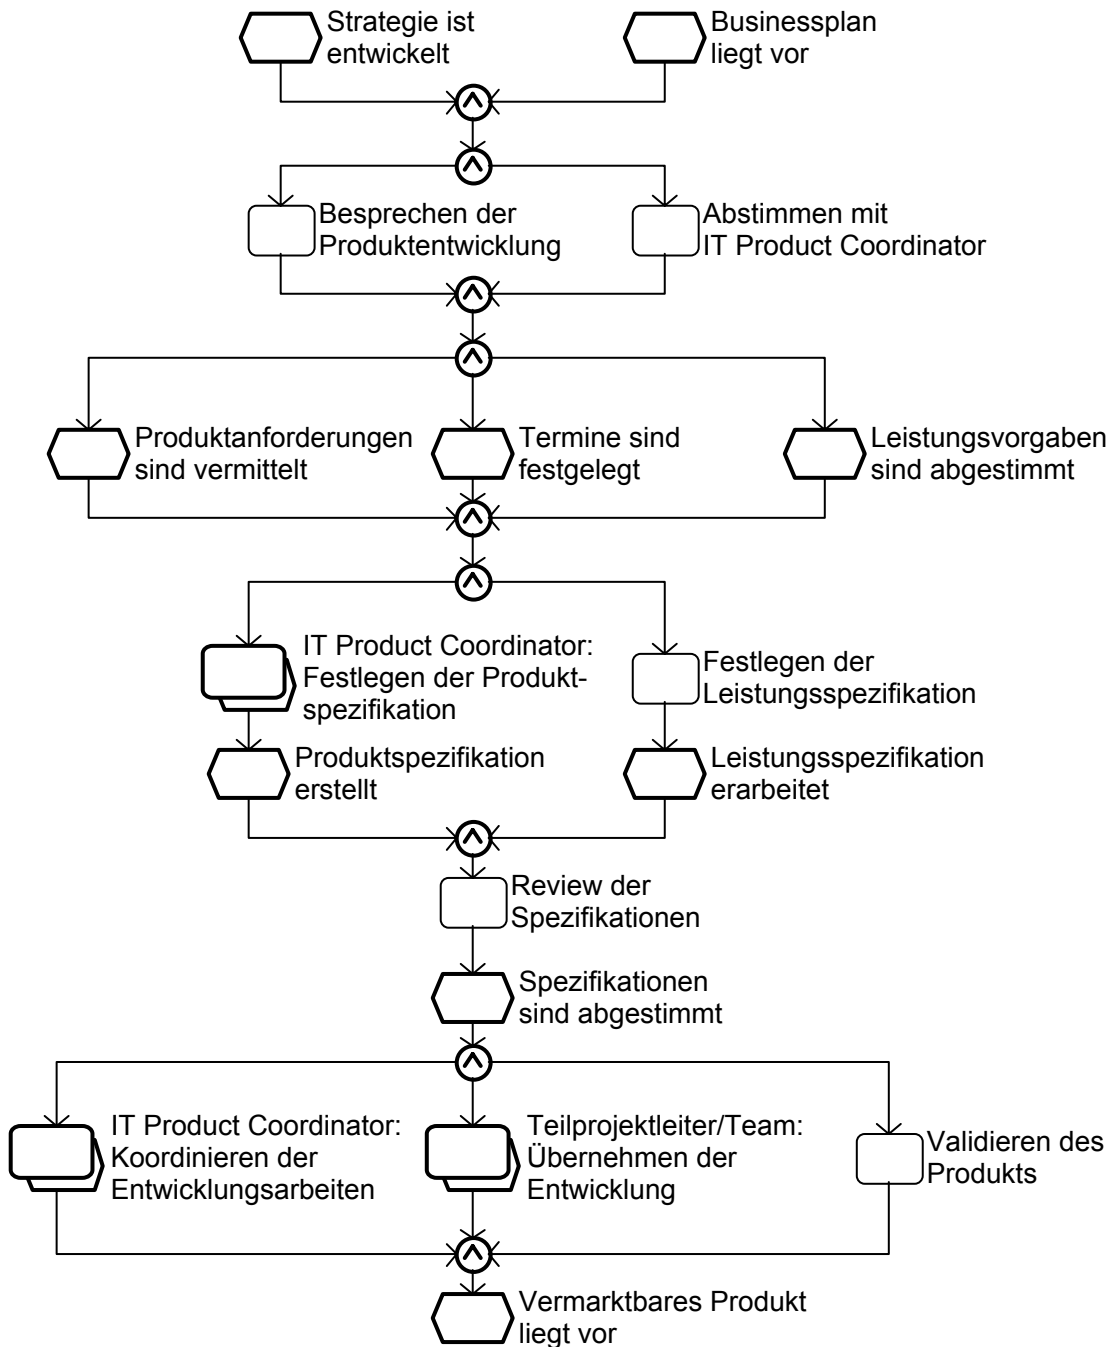 Strategie ist
entwickelt
Businessplan
liegt vor
Besprechen der
Produktentwicklung
Abstimmen mit
IT Product Coordinator
Produktanforderungen
sind vermittelt
Termine sind
festgelegt
Leistungsvorgaben
sind abgestimmt
IT Product Coordinator:
Festlegen der Produkt-
spezifikation
Festlegen der
Leistungsspezifikation
Produktspezifikation
erstellt
Leistungsspezifikation
erarbeitet
Review der
Spezifikationen
Spezifikationen
sind abgestimmt
IT Product Coordinator:
Koordinieren der
Entwicklungsarbeiten
Teilprojektleiter/Team:
Übernehmen der
Entwicklung
Validieren des
Produkts
Vermarktbares Produkt
liegt vor